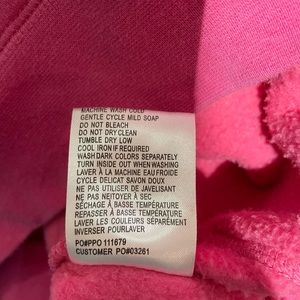 MACHINE WASH COLD
GENTLE CYCLE MILD SOAP
DO NOT BLEACH
DO NOT DRY CLEAN
TUMBLE DRY LOW
COOL IRON IF REQUIRED
WASH DARK COLORS SEPARATELY
TURN INSIDE OUT WHEN WASHING
LAVER À LA MACHINE EAU FROIDE
CYCLE DELICAT SAVON DOUX
NE PAS UTILISER DE JAVELISANT
NE PAS NETTOYER À SEC
SÉCHAGE À BASSE TEMPÉRATURE
REPASSER À BASSE TEMPÉRATURE
LAVER LES COULEURS SÉPARÉMENT
INVERSER POUR LAVER
PO#PPO 111679
CUSTOMER PO#03261